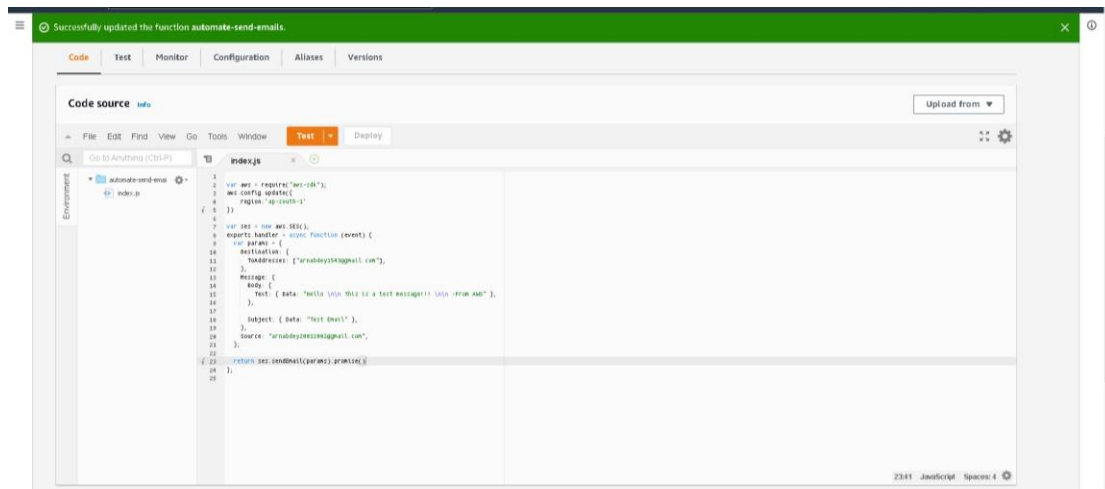 Successfully updated the function automate-send-emails.
Code Test Monitor Configuration Aliases Versions
Code source Info
Upload from
File Edit Find View Go Tools Window Test Deploy
Go to Anything (Ctrl-P)
index.js
Environment
automate-send-emai
index.js
1
2 var aws = require("aws-sdk");
3 aws.config.update({
4 region:'ap-south-1'
5 })
6
7 var ses = new aws.SES();
8 exports.handler = async function (event) {
9 var params = {
10 Destination: {
11 ToAddresses: ["arnabdey1543@gmail.com"],
12 },
13 Message: {
14 Body: {
15 Text: { Data: "Hello \n\n This is a test message!!! \n\n -From AWS" },
16 },
17
18 Subject: { Data: "Test Email" },
19 },
20 Source: "arnabdey20012002@gmail.com",
21 };
22
23 return ses.sendEmail(params).promise()
24 };
25
23:41 JavaScript Spaces: 4